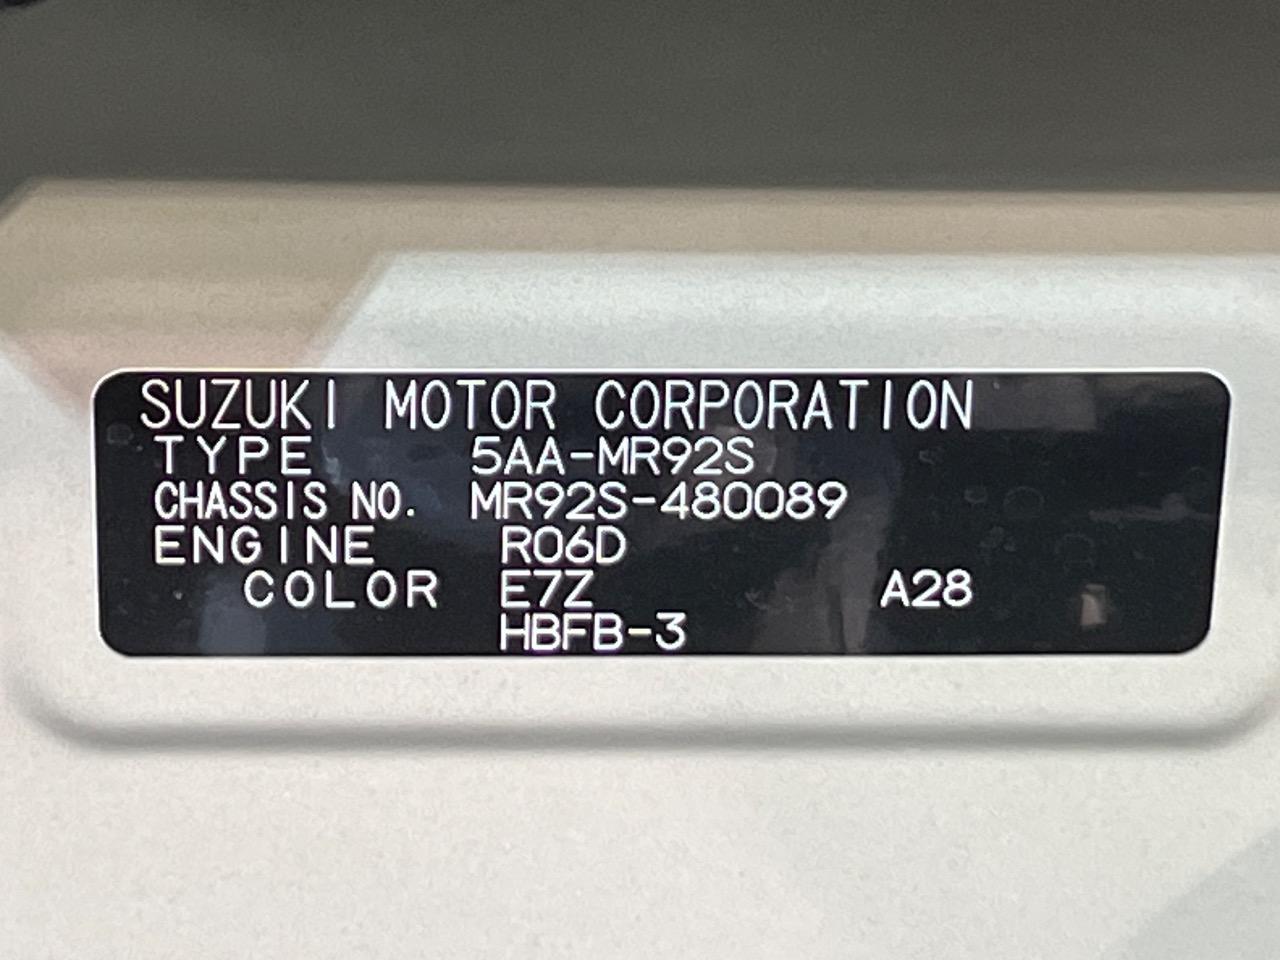 SUZUKI MOTOR CORPORATION
TYPE 5AA-MR92S
CHASSIS NO. MR92S-480089
ENGINE R06D
COLOR E7Z A28
HBFB-3